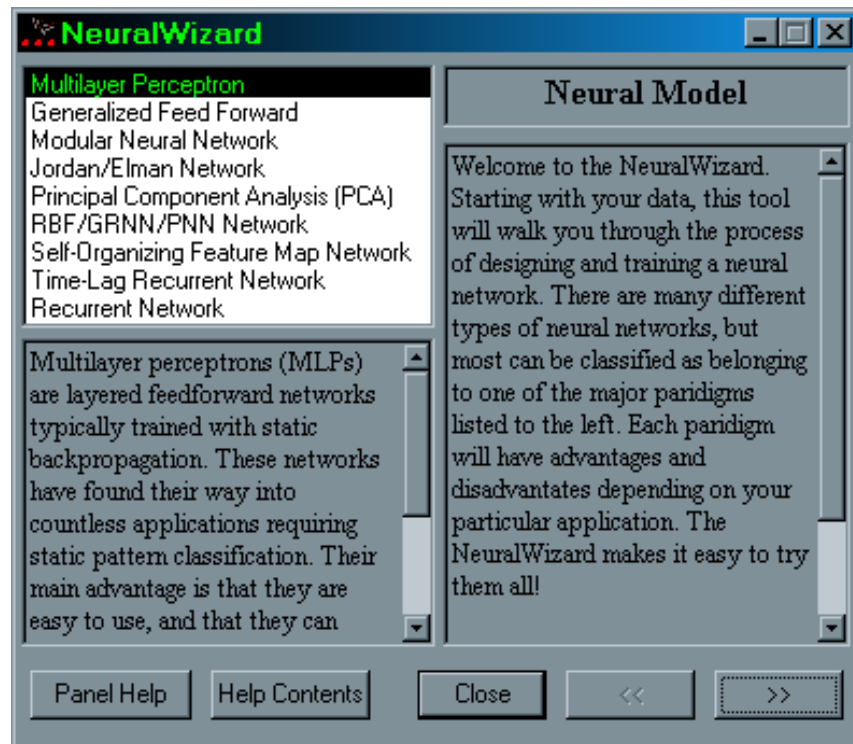 NeuralWizard
Multilayer Perceptron
Generalized Feed Forward
Modular Neural Network
Jordan/Elman Network
Principal Component Analysis (PCA)
RBF/GRNN/PNN Network
Self-Organizing Feature Map Network
Time-Lag Recurrent Network
Recurrent Network
Multilayer perceptrons (MLPs)
are layered feedforward networks
typically trained with static
backpropagation. These networks
have found their way into
countless applications requiring
static pattern classification. Their
main advantage is that they are
easy to use, and that they can
Neural Model
Welcome to the NeuralWizard.
Starting with your data, this tool
will walk you through the process
of designing and training a neural
network. There are many different
types of neural networks, but
most can be classified as belonging
to one of the major paridigms
listed to the left. Each paridigm
will have advantages and
disadvantates depending on your
particular application. The
NeuralWizard makes it easy to try
them all!
Panel Help
Help Contents
Close
<<
>>